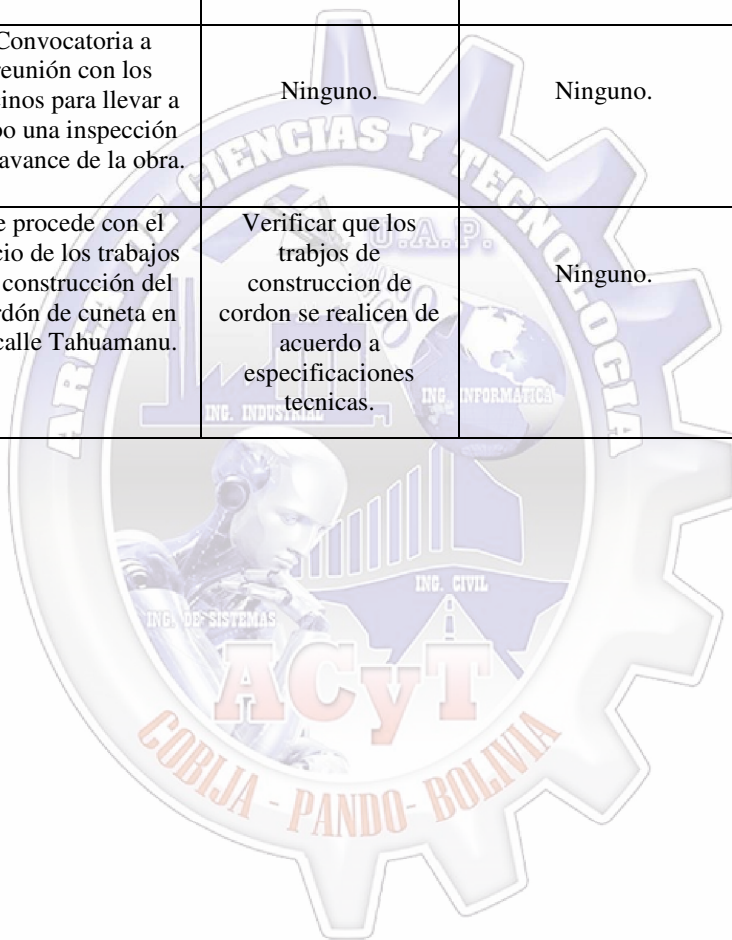 Convocatoria a
reunión con los
inos para llevar a
o una inspección
avance de la obra.
Ninguno.
Ninguno.
e procede con el
cio de los trabajos
construcción del
rdón de cuneta en
calle Tahuamanu.
Verificar que los
trabjos de
construccion de
cordon se realicen de
acuerdo a
especificaciones
tecnicas.
Ninguno.
AREA DE CIENCIAS Y TECNOLOGIA
U.A.P.
ING. INDUSTRIAL
ING. INFORMATICA
ING. CIVIL
ING. DE SISTEMAS
ACyT
COBIJA - PANDO- BOLIVIA